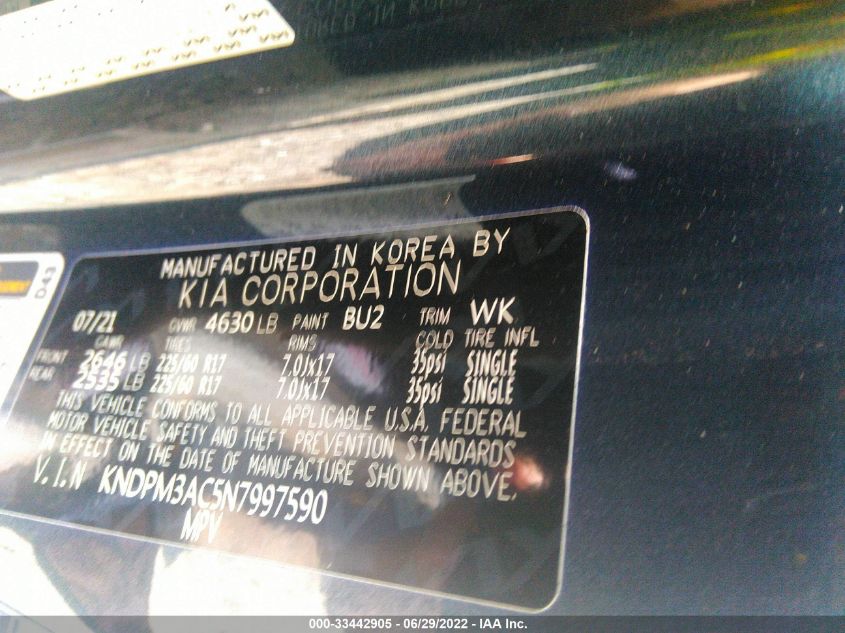 MANUFACTURED IN KOREA BY
KIA CORPORATION
07/21 GVWR 4630 LB PAINT BU2 TRIM WK
GAWR TIRES RIMS COLD TIRE INFL
FRONT 2646 LB 225/60 R17 7.0Jx17 35psi SINGLE
REAR 2535 LB 225/60 R17 7.0Jx17 35psi SINGLE
THIS VEHICLE CONFORMS TO ALL APPLICABLE U.S.A. FEDERAL
MOTOR VEHICLE SAFETY AND THEFT PREVENTION STANDARDS
IN EFFECT ON THE DATE OF MANUFACTURE SHOWN ABOVE.
V.I.N KNDPM3AC5N7997590
MPV
D43
000-33442905 - 06/29/2022 - IAA Inc.